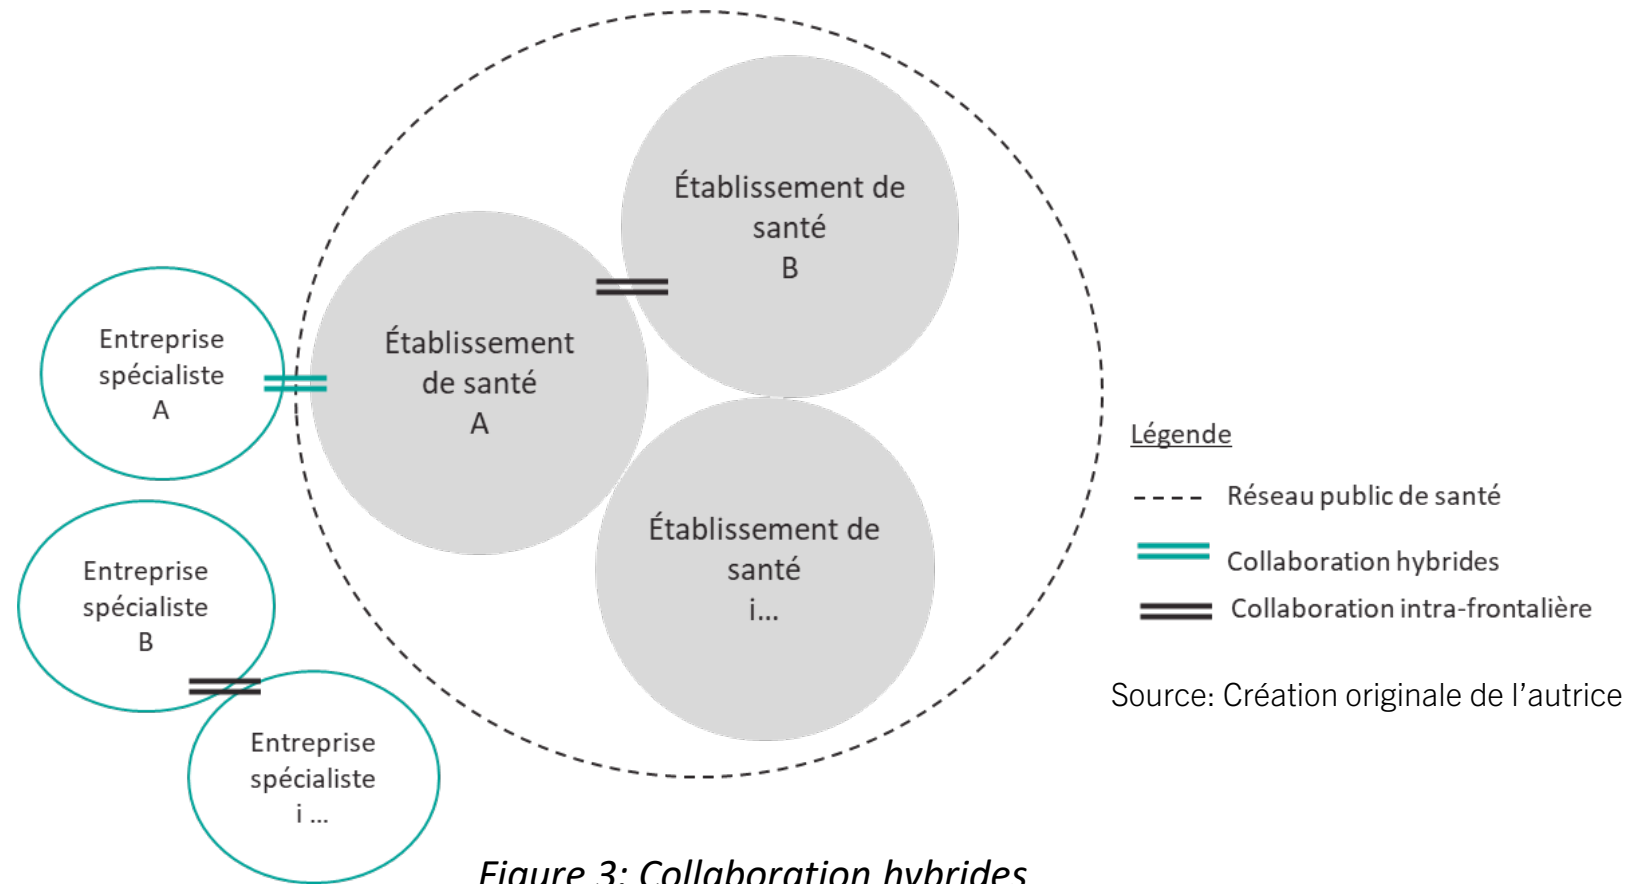 Établissement de
santé
B
Établissement
de santé
A
Établissement de
santé
i...
Entreprise
spécialiste
A
Entreprise
spécialiste
B
Entreprise
spécialiste
i ...
Légende
Réseau public de santé
Collaboration hybrides
Collaboration intra-frontalière
Source: Création originale de l'autrice
Figure 3: Collaboration hybrides